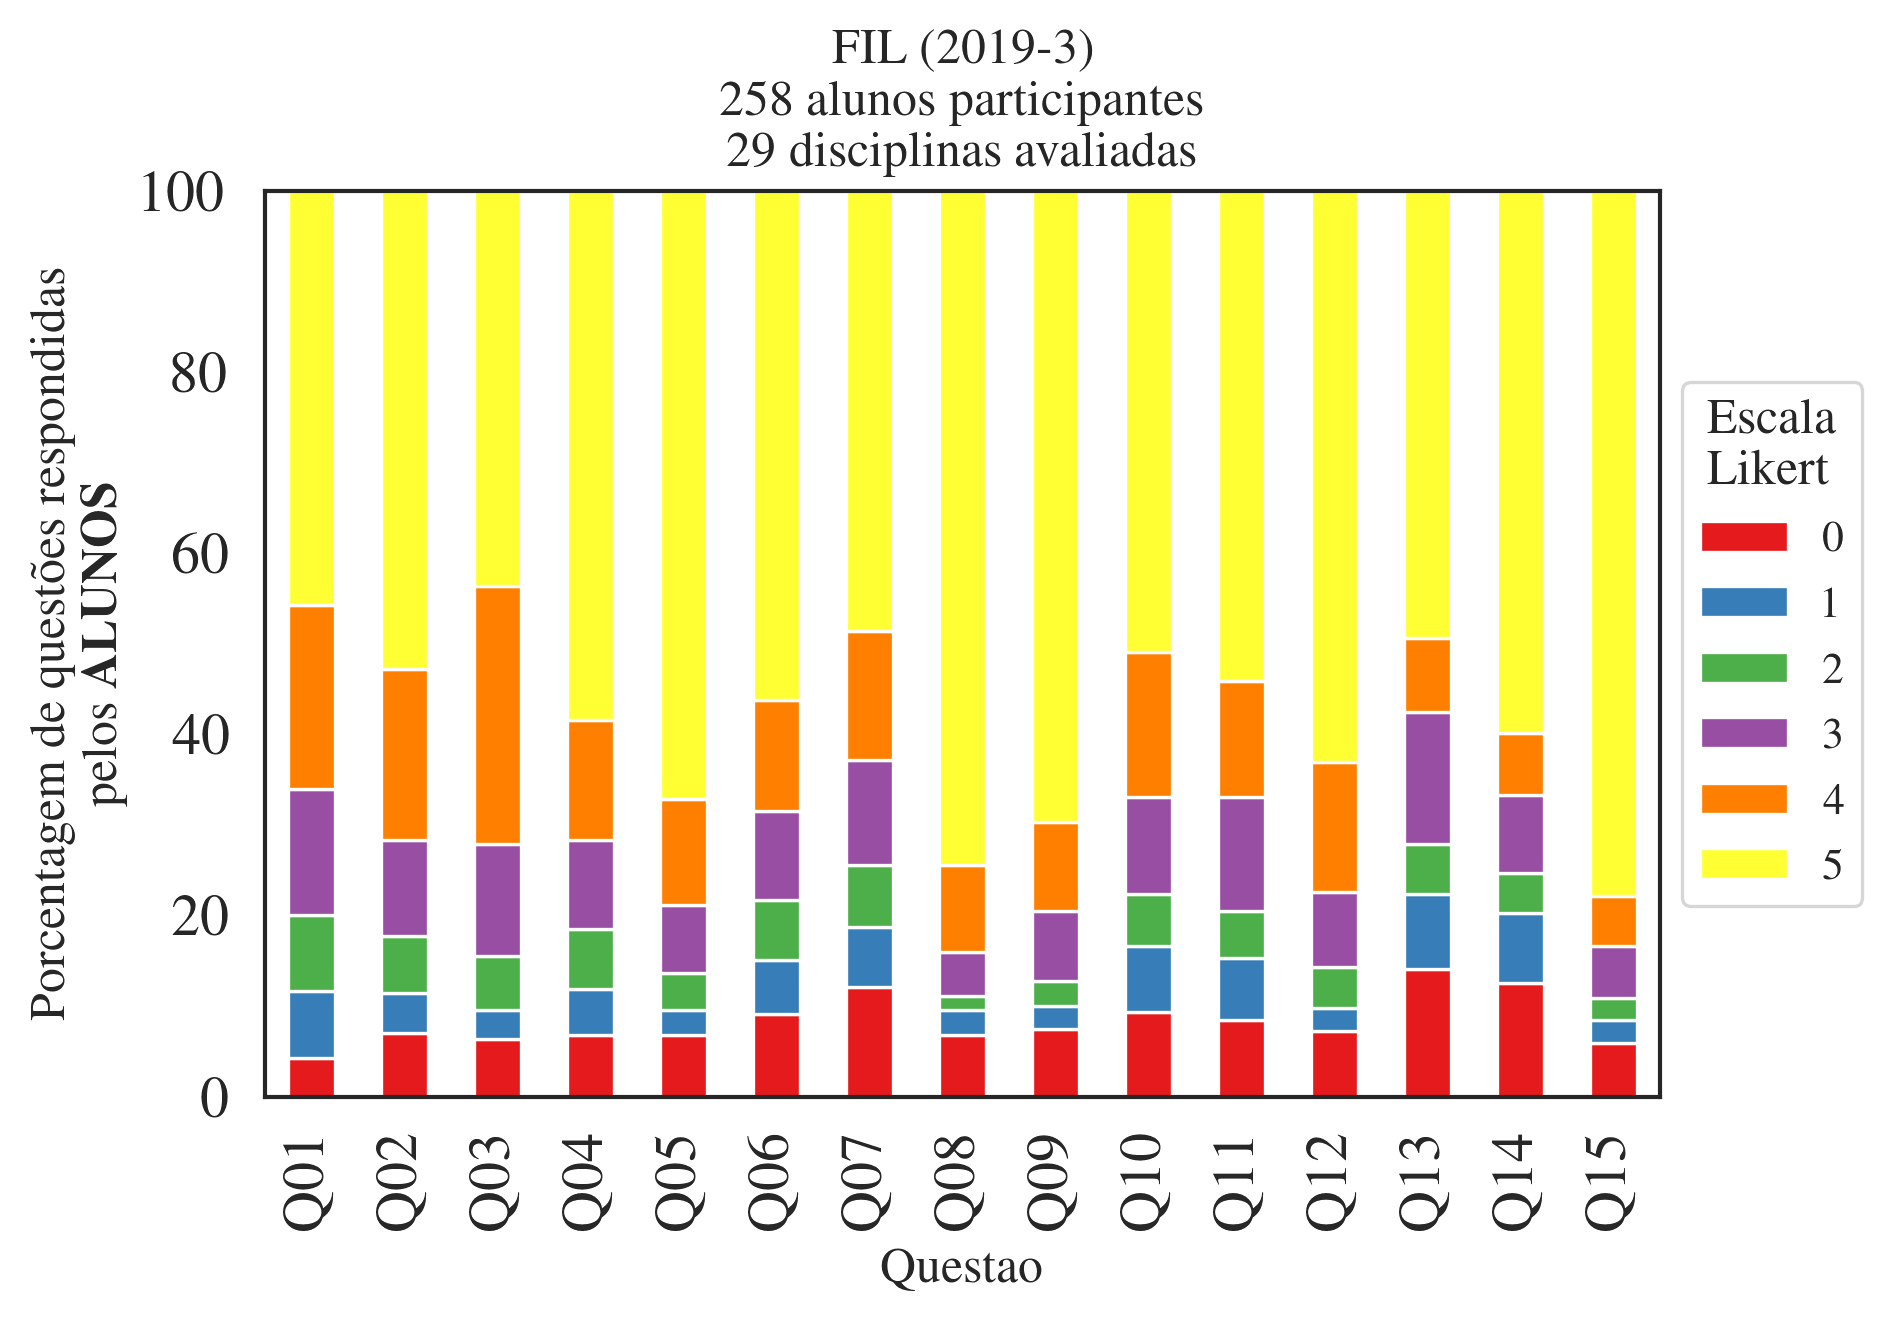 FIL (2019-3)
258 alunos participantes
29 disciplinas avaliadas
Porcentagem de questões respondidas
pelos ALUNOS
100
80
60
40
20
0
Q01
Q02
Q03
Q04
Q05
Q06
Q07
Q08
Q09
Q10
Q11
Q12
Q13
Q14
Q15
Questao
Escala
Likert
0
1
2
3
4
5